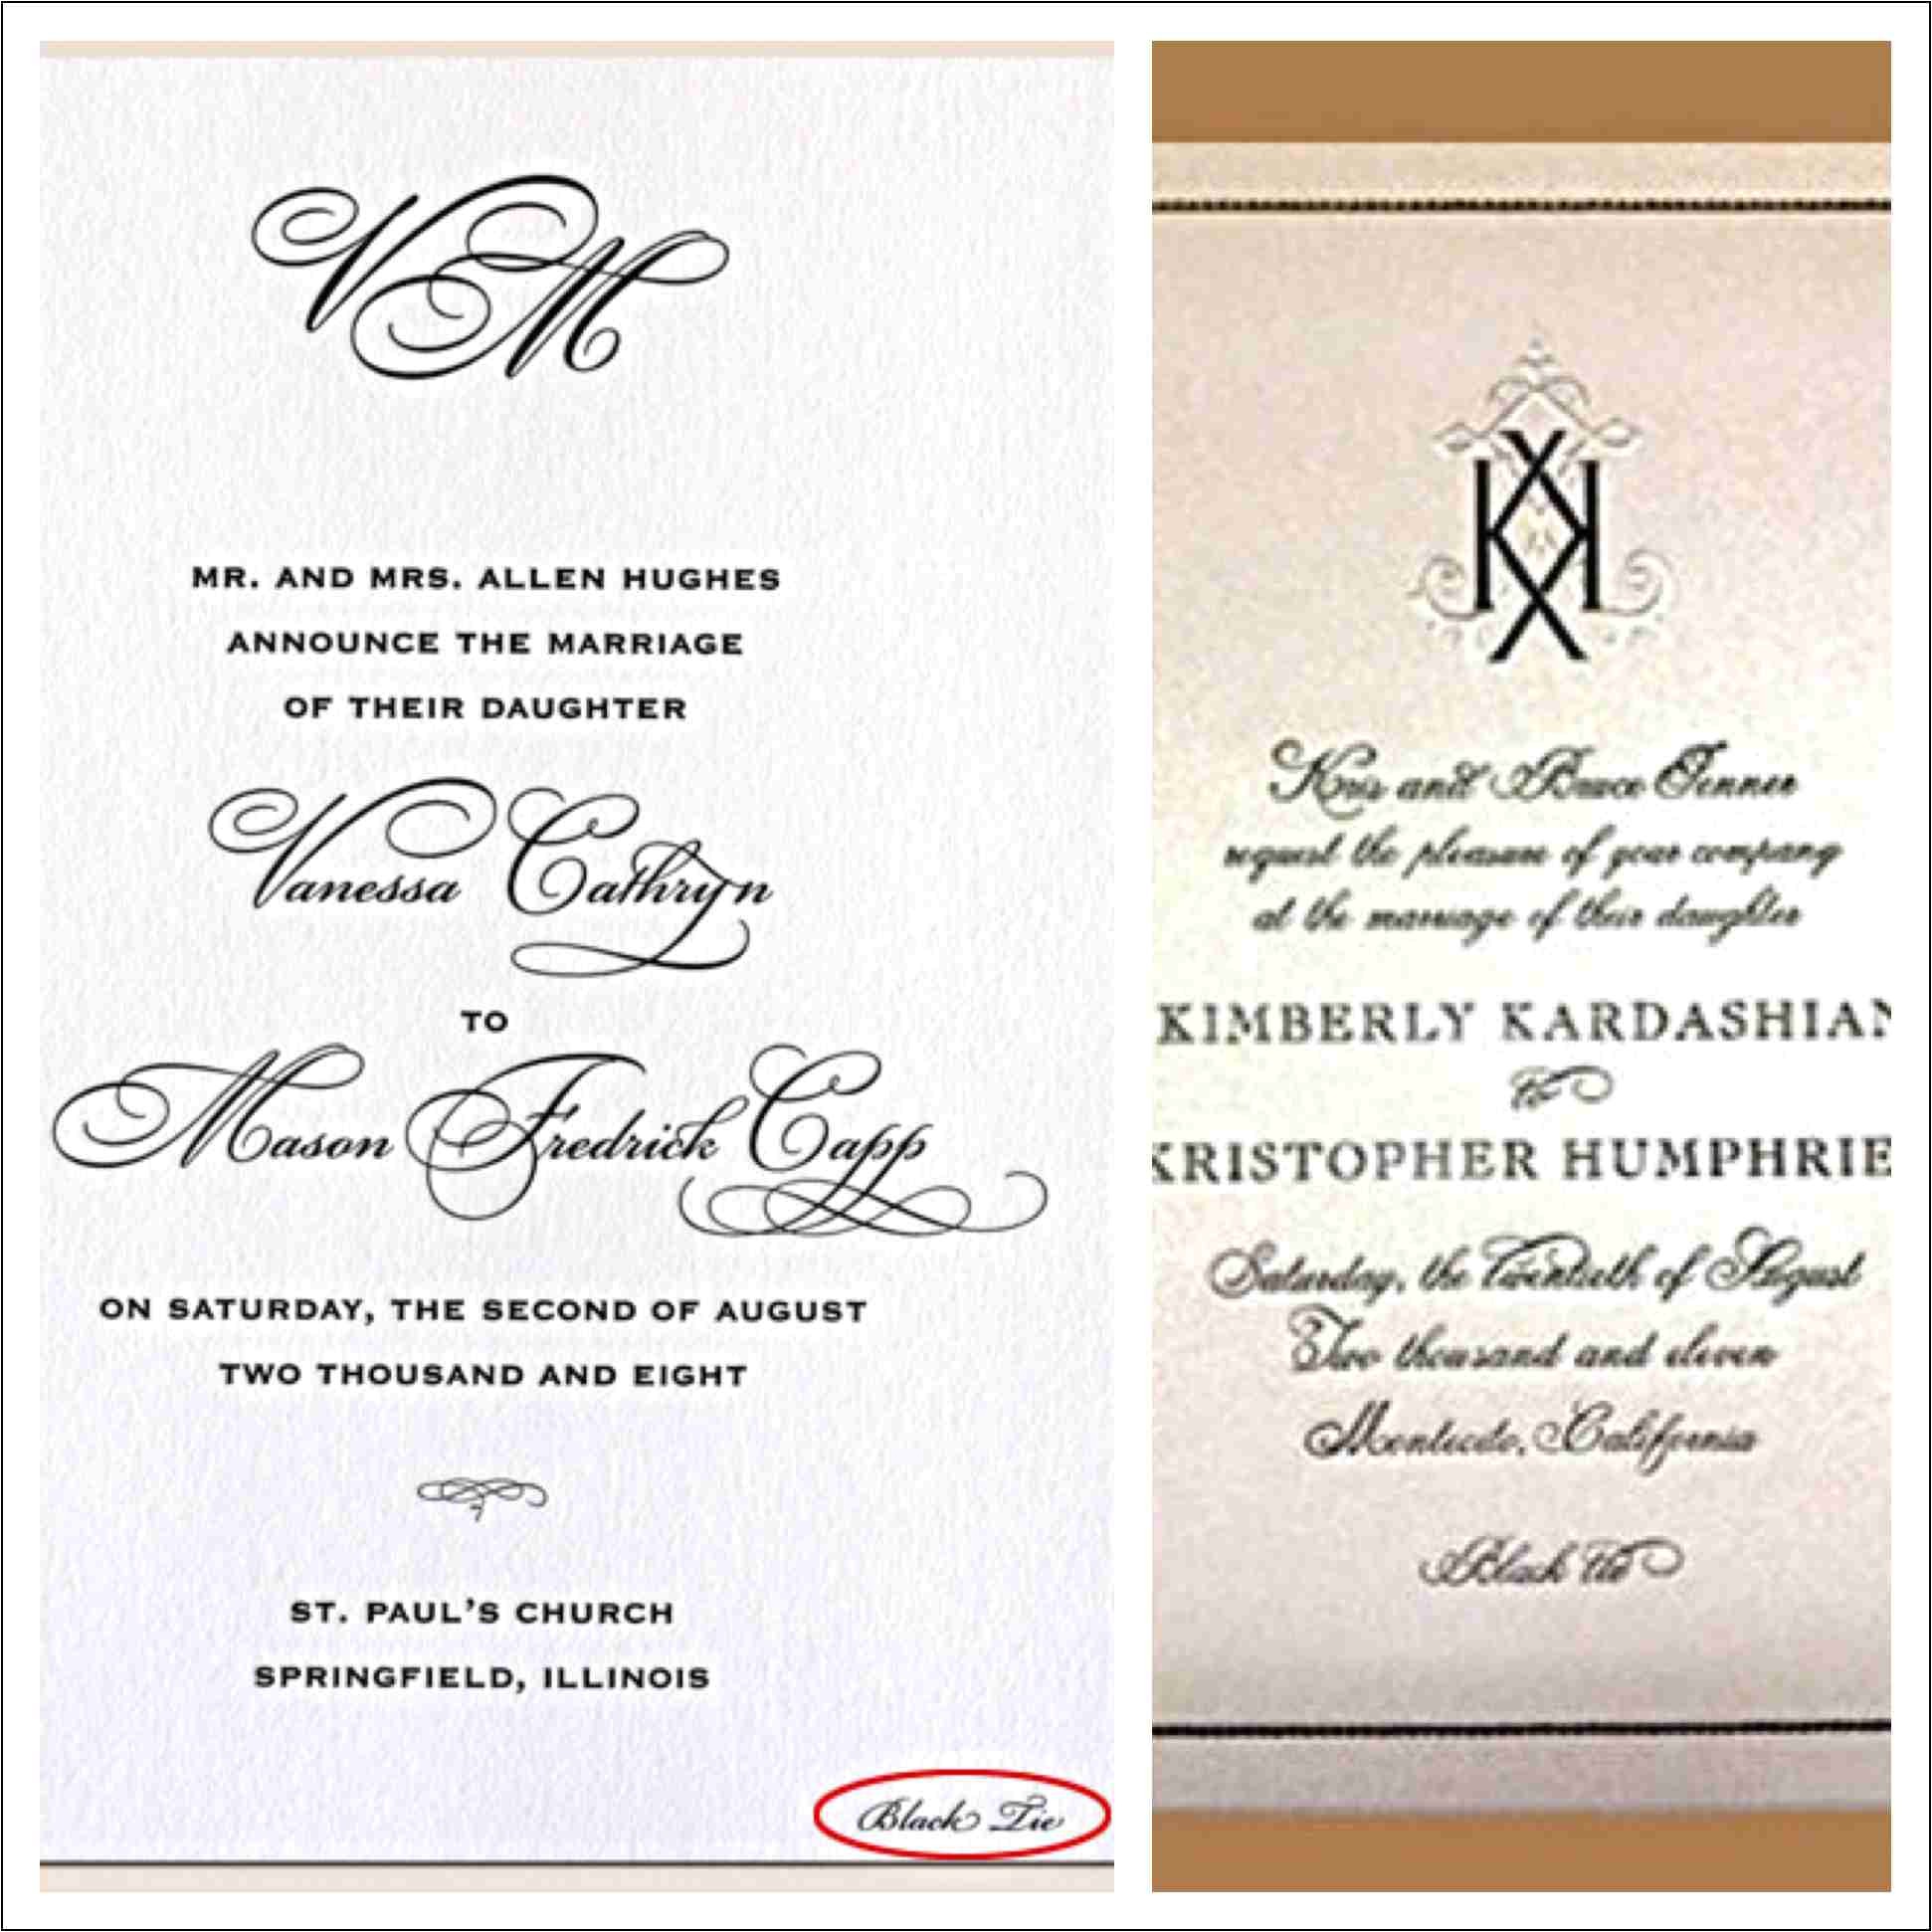 VM
MR. AND MRS. ALLEN HUGHES
ANNOUNCE THE MARRIAGE
OF THEIR DAUGHTER
Vanessa Cathryn
TO
Mason Fredrick Capp
ON SATURDAY, THE SECOND OF AUGUST
TWO THOUSAND AND EIGHT
ST. PAUL'S CHURCH
SPRINGFIELD, ILLINOIS
Black Tie
KK
Kris and Bruce Jenner
request the pleasure of your company
at the marriage of their daughter
KIMBERLY KARDASHIAN
to
KRISTOPHER HUMPHRIE
Saturday, the Twentieth of August
Two thousand and eleven
Montecito, California
Black tie